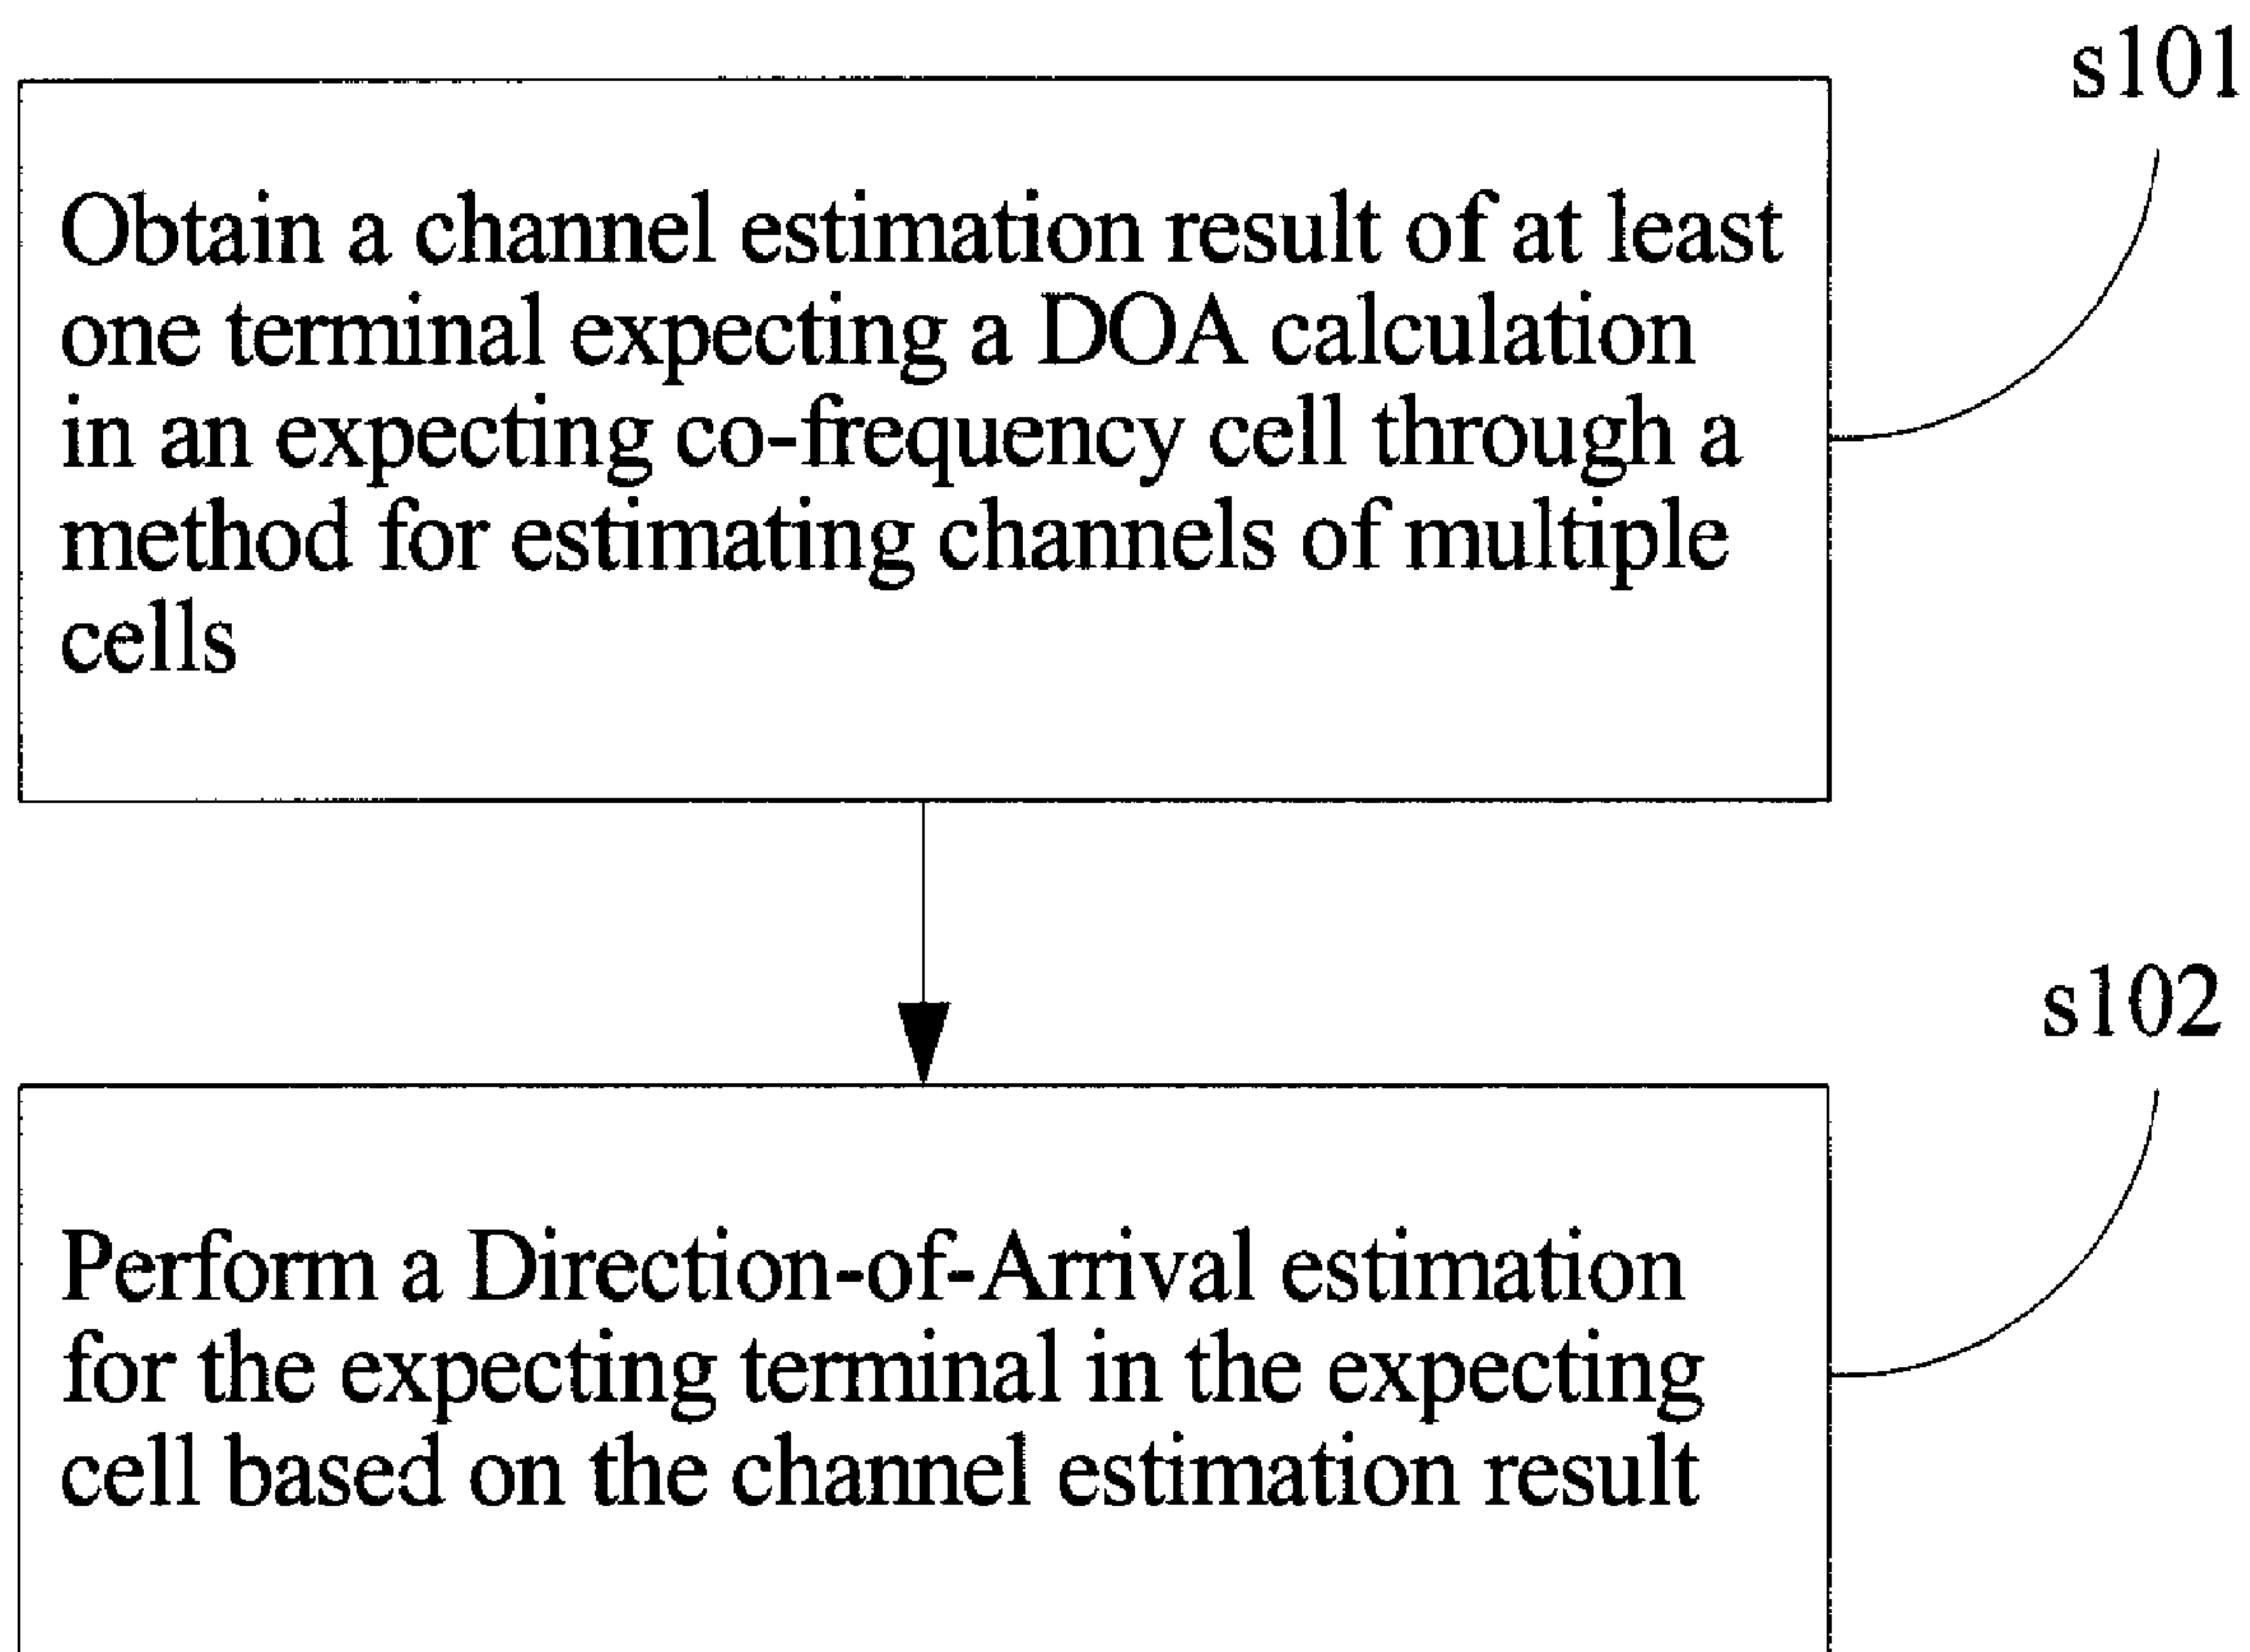 s101
Obtain a channel estimation result of at least
one terminal expecting a DOA calculation
in an expecting co-frequency cell through a
method for estimating channels of multiple
cells
s102
Perform a Direction-of-Arrival estimation
for the expecting terminal in the expecting
cell based on the channel estimation result